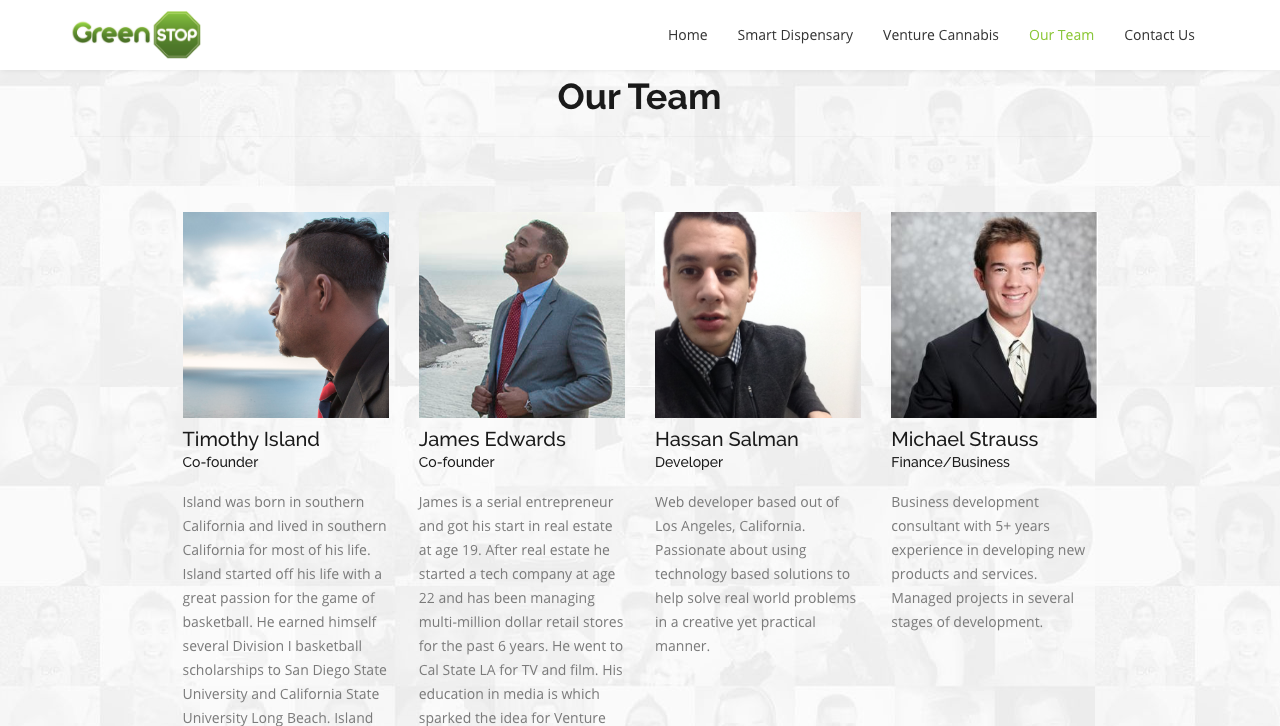 Green STOP
Home
Smart Dispensary
Venture Cannabis
Our Team
Contact Us
Our Team
Timothy Island
Co-founder
Island was born in southern
California and lived in southern
California for most of his life.
Island started off his life with a
great passion for the game of
basketball. He earned himself
several Division I basketball
scholarships to San Diego State
University and California State
University Long Beach. Island
James Edwards
Co-founder
James is a serial entrepreneur
and got his start in real estate
at age 19. After real estate he
started a tech company at age
22 and has been managing
multi-million dollar retail stores
for the past 6 years. He went to
Cal State LA for TV and film. His
education in media is which
sparked the idea for Venture
Hassan Salman
Developer
Web developer based out of
Los Angeles, California.
Passionate about using
technology based solutions to
help solve real world problems
in a creative yet practical
manner.
Michael Strauss
Finance/Business
Business development
consultant with 5+ years
experience in developing new
products and services.
Managed projects in several
stages of development.